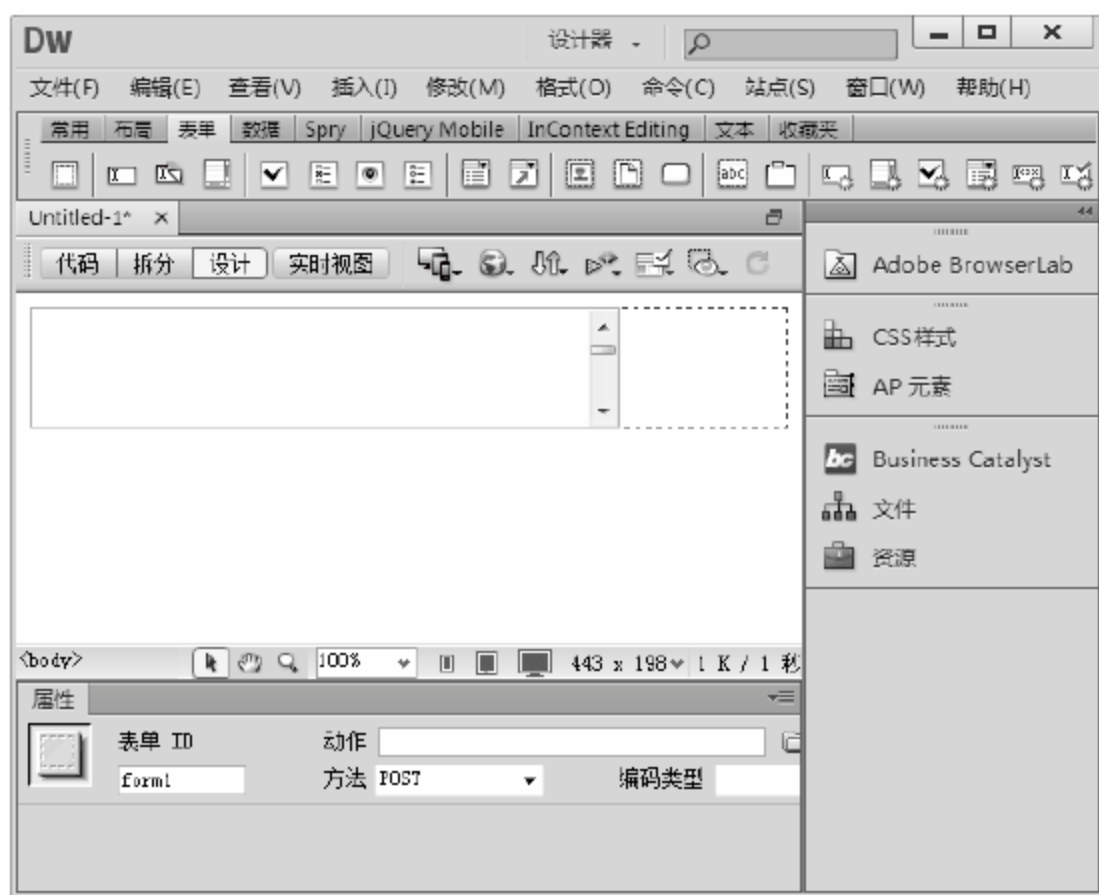 Dw 设计器
文件(F) 编辑(E) 查看(V) 插入(I) 修改(M) 格式(O) 命令(C) 站点(S) 窗口(W) 帮助(H)
常用 布局 表单 数据 Spry jQuery Mobile InContext Editing 文本 收藏夹
abc
Untitled-1* ×
代码 拆分 设计 实时视图
Adobe BrowserLab
CSS样式
AP 元素
Business Catalyst
文件
资源
<body> 100% 443 x 198 1 K / 1 秒
属性
表单 ID 动作
form1 方法 POST 编码类型